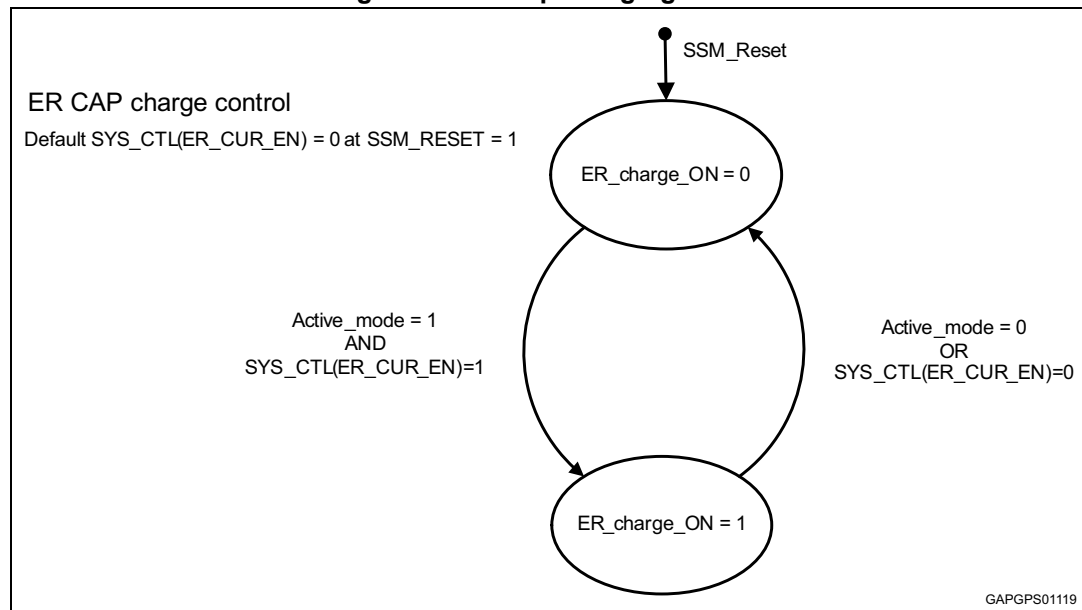 SSM_Reset
ER CAP charge control
Default SYS_CTL(ER_CUR_EN) = 0 at SSM_RESET = 1
ER_charge_ON = 0
Active_mode = 1
AND
SYS_CTL(ER_CUR_EN)=1
Active_mode = 0
OR
SYS_CTL(ER_CUR_EN)=0
ER_charge_ON = 1
GAPGPS01119